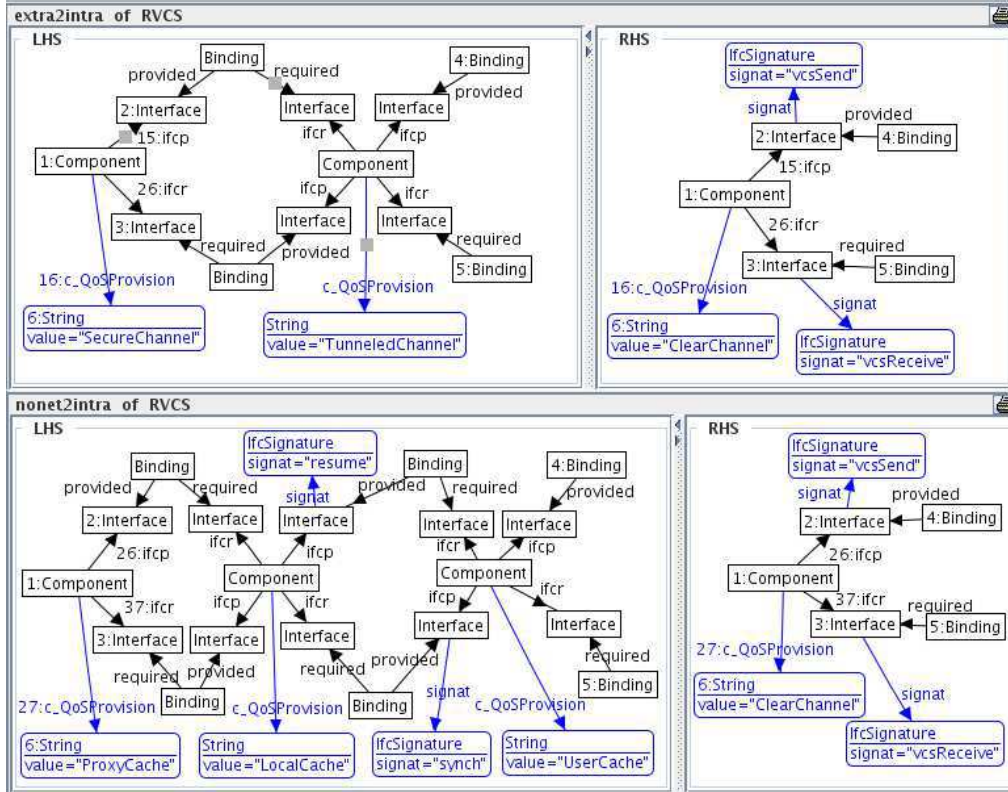 extra2intra of RVCS
LHS
Binding
provided
required
4:Binding
provided
2:Interface
Interface
Interface
15:ifcp
ifcr
ifcp
1:Component
Component
26:ifcr
ifcp
ifcr
3:Interface
Interface
Interface
required
provided
required
Binding
5:Binding
16:c_QoSProvision
c_QoSProvision
6:String
value="SecureChannel"
String
value="TunneledChannel"
RHS
IfcSignature
signat="vcsSend"
signat
provided
2:Interface
4:Binding
15:ifcp
1:Component
26:ifcr
required
3:Interface
5:Binding
16:c_QoSProvision
signat
6:String
value="ClearChannel"
IfcSignature
signat="vcsReceive"
nonet2intra of RVCS
LHS
IfcSignature
signat="resume"
Binding
Binding
4:Binding
provided
required
signat
provided
required
provided
2:Interface
Interface
Interface
Interface
Interface
26:ifcp
ifcr
ifcp
ifcr
ifcp
1:Component
Component
Component
37:ifcr
ifcp
ifcr
ifcp
ifcr
3:Interface
Interface
Interface
Interface
Interface
required
provided
required
provided
required
Binding
Binding
5:Binding
27:c_QoSProvision
c_QoSProvision
signat
c_QoSProvision
6:String
value="ProxyCache"
String
value="LocalCache"
IfcSignature
signat="synch"
String
value="UserCache"
RHS
IfcSignature
signat="vcsSend"
signat
provided
2:Interface
4:Binding
26:ifcp
1:Component
37:ifcr
required
3:Interface
5:Binding
27:c_QoSProvision
signat
6:String
value="ClearChannel"
IfcSignature
signat="vcsReceive"